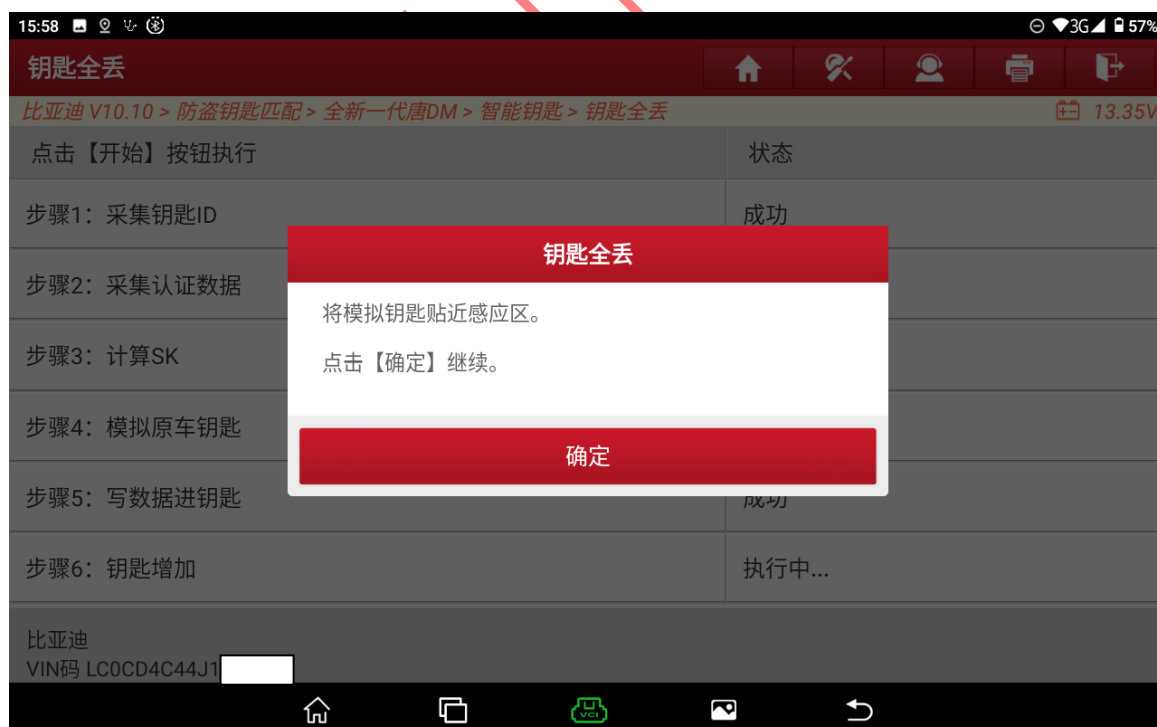 15:58 3G 57%
钥匙全丢
比亚迪 V10.10 > 防盗钥匙匹配 > 全新一代唐DM > 智能钥匙 > 钥匙全丢 13.35V
点击【开始】按钮执行 状态
步骤1：采集钥匙ID 成功
钥匙全丢
步骤2：采集认证数据
将模拟钥匙贴近感应区。
步骤3：计算SK
点击【确定】继续。
步骤4：模拟原车钥匙
确定
步骤5：写数据进钥匙 成功
步骤6：钥匙增加 执行中...
比亚迪
VIN码 LC0CD4C44J1
VCI